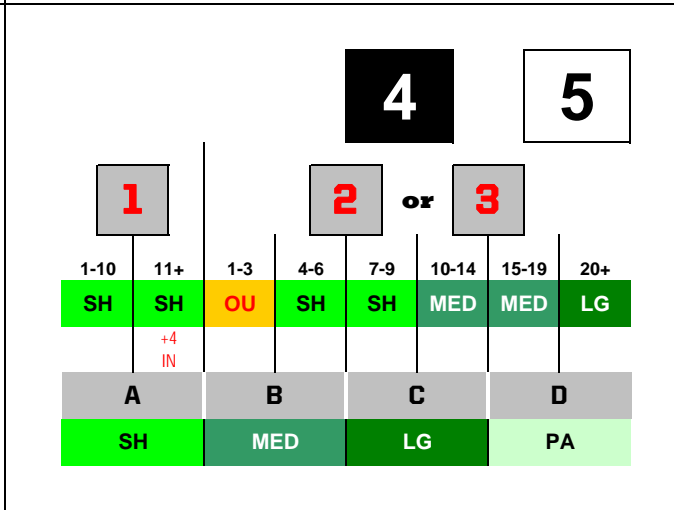 4 5
1 2 or 3
1-10 11+ 1-3 4-6 7-9 10-14 15-19 20+
SH SH OU SH SH MED MED LG
+4
IN
A B C D
SH MED LG PA